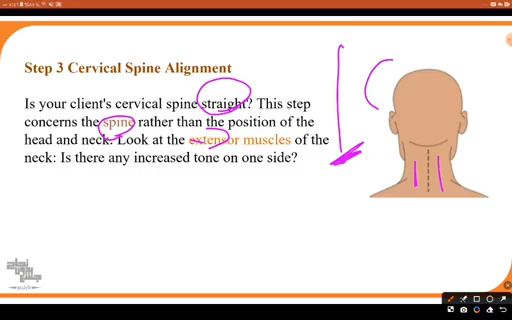 Step 3 Cervical Spine Alignment
Is your client's cervical spine straight? This step
concerns the spine rather than the position of the
head and neck. Look at the extensor muscles of the
neck: Is there any increased tone on one side?